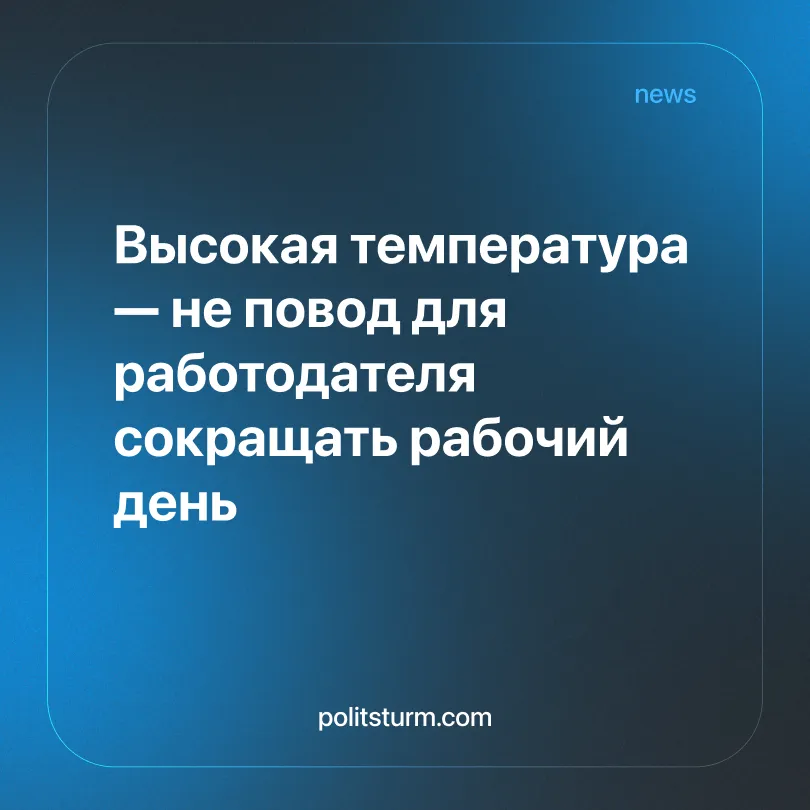 news
Высокая температура
— не повод для
работодателя
сокращать рабочий
день
politsturm.com